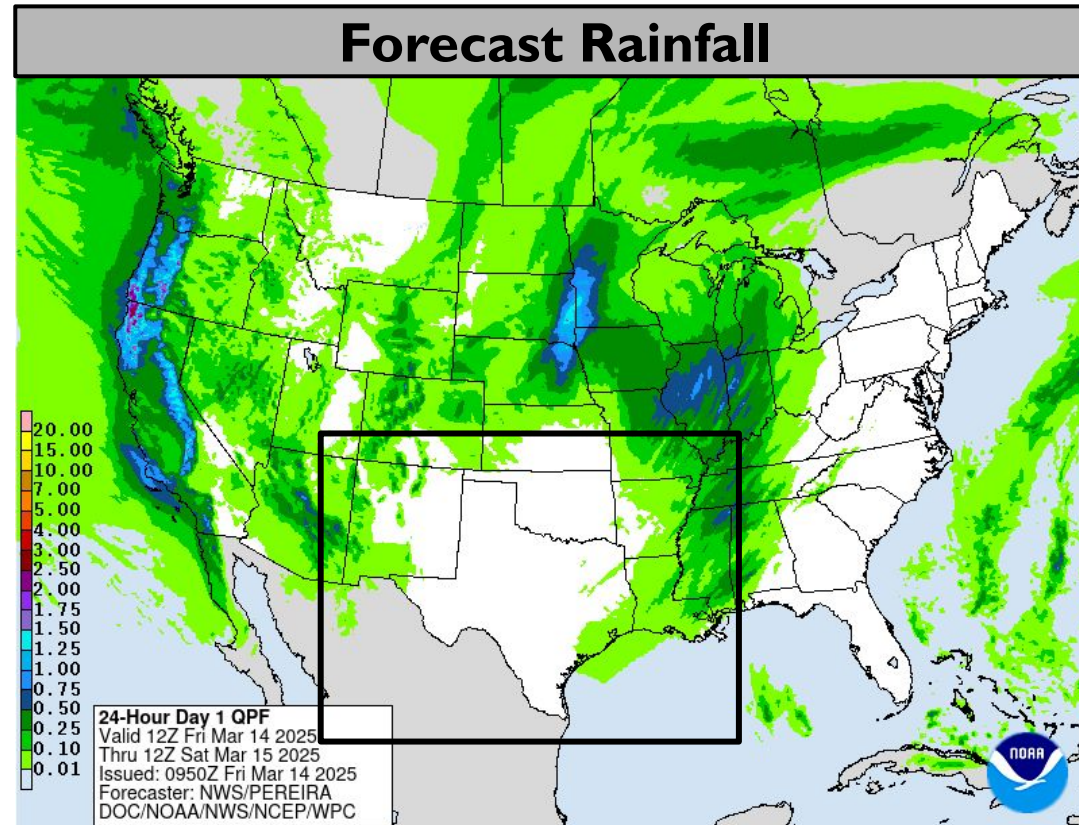 Forecast Rainfall
20.00
15.00
10.00
7.00
5.00
4.00
3.00
2.50
2.00
1.75
1.50
1.25
1.00
0.75
0.50
0.25
0.10
0.01
24-Hour Day 1 QPF
Valid 12Z Fri Mar 14 2025
Thru 12Z Sat Mar 15 2025
Issued: 0950Z Fri Mar 14 2025
Forecaster: NWS/PEREIRA
DOC/NOAA/NWS/NCEP/WPC
NOAA